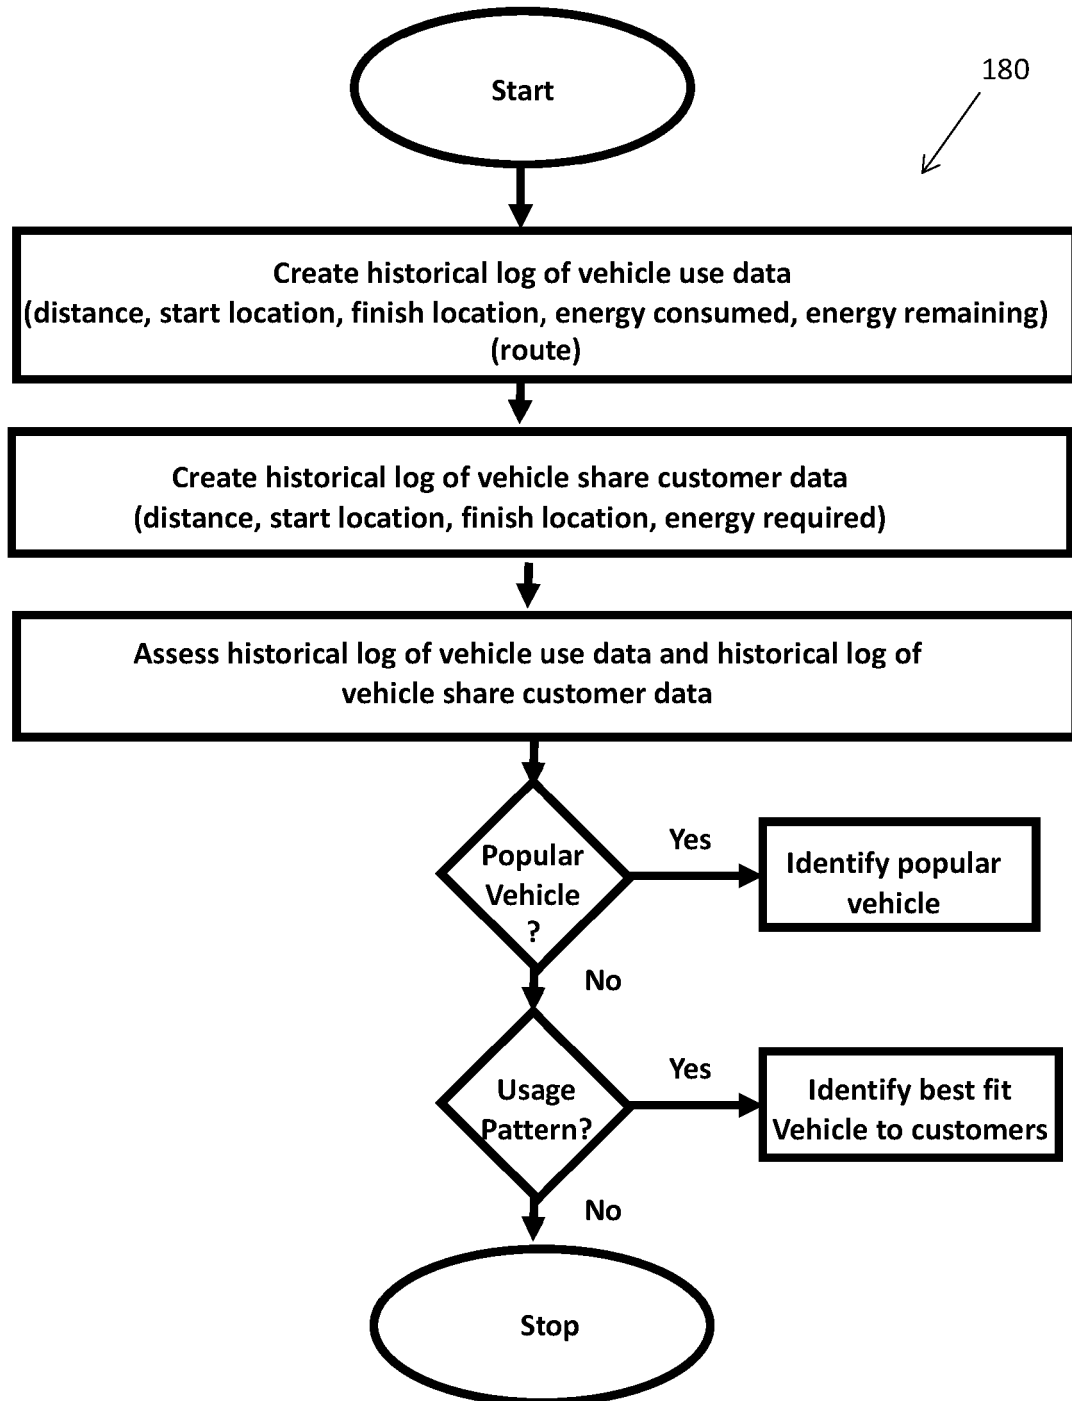 Start
180
Create historical log of vehicle use data
(distance, start location, finish location, energy consumed, energy remaining)
(route)
Create historical log of vehicle share customer data
(distance, start location, finish location, energy required)
Assess historical log of vehicle use data and historical log of
vehicle share customer data
Popular
Vehicle
?
Yes
Identify popular
vehicle
No
Usage
Pattern?
Yes
Identify best fit
Vehicle to customers
No
Stop